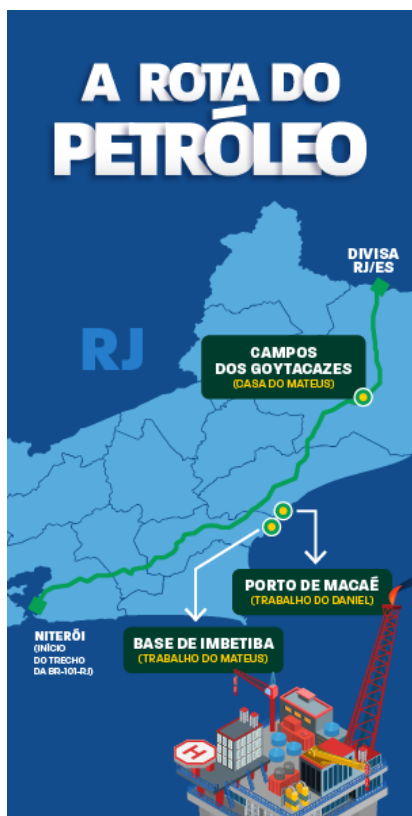 A ROTA DO
PETRÓLEO
DIVISA
RJ/ES
RJ
CAMPOS
DOS GOYTACAZES
(CASA DO MATEUS)
PORTO DE MACAÉ
(TRABALHO DO DANIEL)
NITERÓI
(INÍCIO
DO TRECHO
DA BR-101-RJ)
BASE DE IMBETIBA
(TRABALHO DO MATEUS)
H